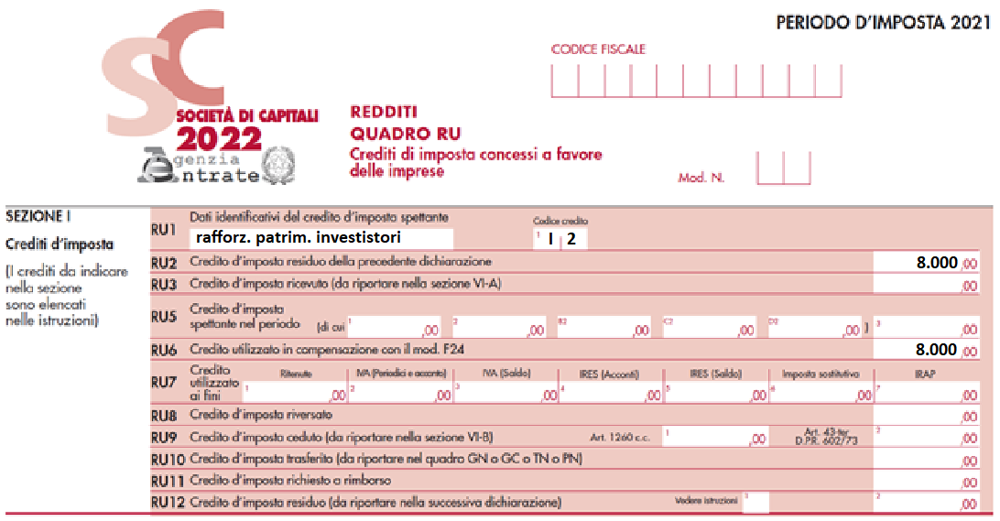 PERIODO D'IMPOSTA 2021
CODICE FISCALE
SC
SOCIETÀ DI CAPITALI
2022
genzia
ntrate
REDDITI
QUADRO RU
Crediti di imposta concessi a favore
delle imprese
Mod. N.
SEZIONE I
Crediti d'imposta
(I crediti da indicare
nella sezione
sono elencati
nelle istruzioni)
RU1 Dati identificativi del credito d'imposta spettante Codice credito
rafforz. patrim. investistori 1 I 2
RU2 Credito d'imposta residuo della precedente dichiarazione 8.000 ,00
RU3 Credito d'imposta ricevuto (da riportare nella sezione VI-A) ,00
RU5 Credito d'imposta
spettante nel periodo (di cui 1 ,00 2 ,00 B2 ,00 C2 ,00 D2 ,00 ) 3 ,00
RU6 Credito utilizzato in compensazione con il mod. F24 8.000 ,00
RU7 Credito utilizzato ai fini
Ritenute IVA (Periodici e acconto) IVA (Saldo) IRES (Acconti) IRES (Saldo) Imposta sostitutiva IRAP
1 ,00 2 ,00 3 ,00 4 ,00 5 ,00 6 ,00 7 ,00
RU8 Credito d'imposta riversato ,00
RU9 Credito d'imposta ceduto (da riportare nella sezione VI-B) Art. 1260 c.c. 1 ,00 Art. 43-ter D.P.R. 602/73 2 ,00
RU10 Credito d'imposta trasferito (da riportare nel quadro GN o GC o TN o PN) ,00
RU11 Credito d'imposta richiesto a rimborso ,00
RU12 Credito d'imposta residuo (da riportare nella successiva dichiarazione) Vedere istruzioni 1 2 ,00